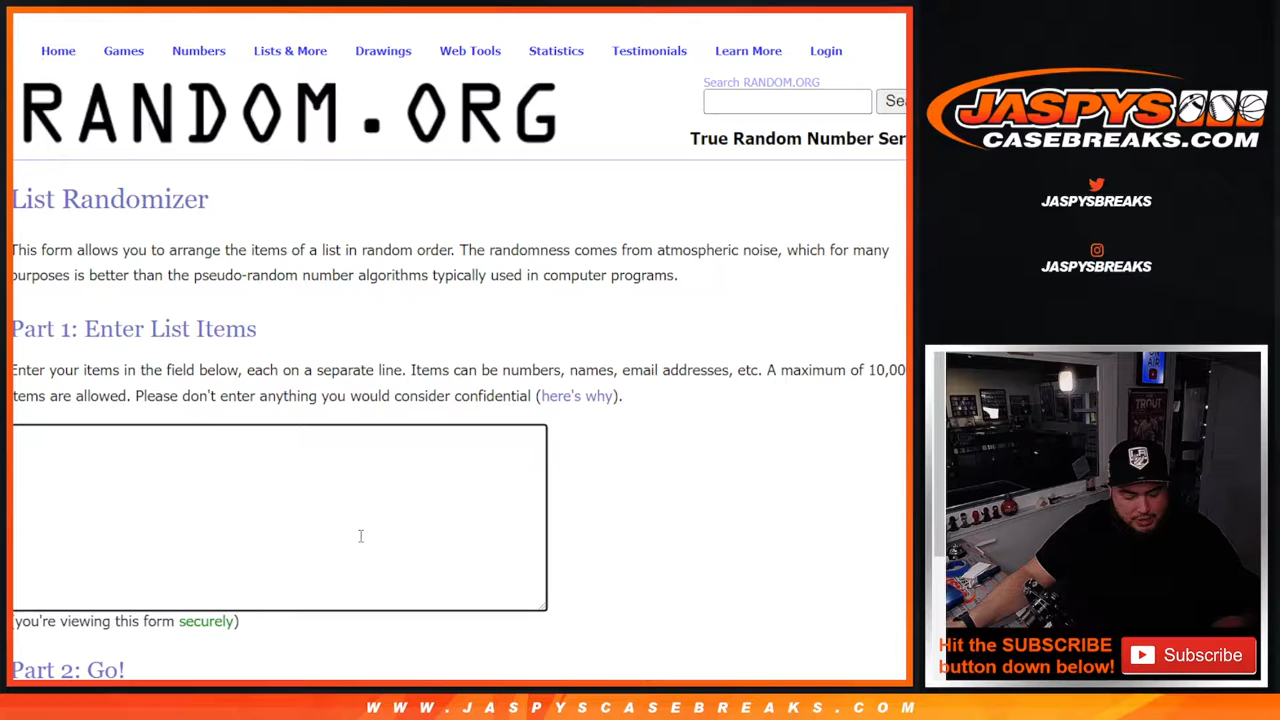 Home Games Numbers Lists & More Drawings Web Tools Statistics Testimonials Learn More Login
RANDOM.ORG
Search RANDOM.ORG
True Random Number Ser
List Randomizer
This form allows you to arrange the items of a list in random order. The randomness comes from atmospheric noise, which for many
purposes is better than the pseudo-random number algorithms typically used in computer programs.
Part 1: Enter List Items
Enter your items in the field below, each on a separate line. Items can be numbers, names, email addresses, etc. A maximum of 10,00
items are allowed. Please don't enter anything you would consider confidential (here's why).
(you're viewing this form securely)
Part 2: Go!
JASPYS
CASEBREAKS.COM
JASPYSBREAKS
JASPYSBREAKS
ON
AIR
TROUT
Hit the SUBSCRIBE
button down below!
Subscribe
WWW.JASPYSCASEBREAKS.COM